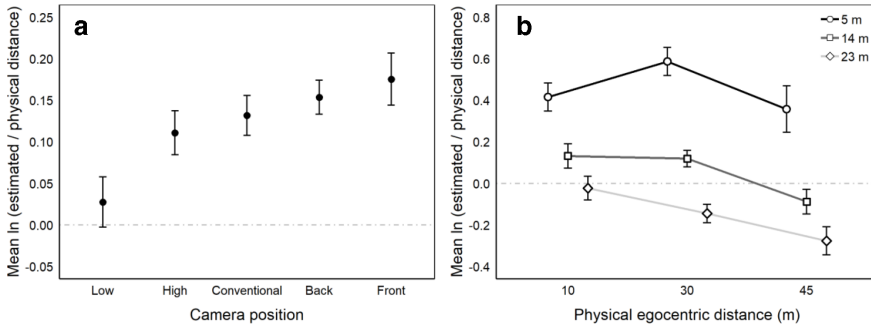 a
Mean ln (estimated / physical distance)
0.25
0.20
0.15
0.10
0.05
0.00
-0.05
Low High Conventional Back Front
Camera position
b
Mean ln (estimated / physical distance)
0.8
0.6
0.4
0.2
0.0
-0.2
-0.4
5 m
14 m
23 m
10 30 45
Physical egocentric distance (m)